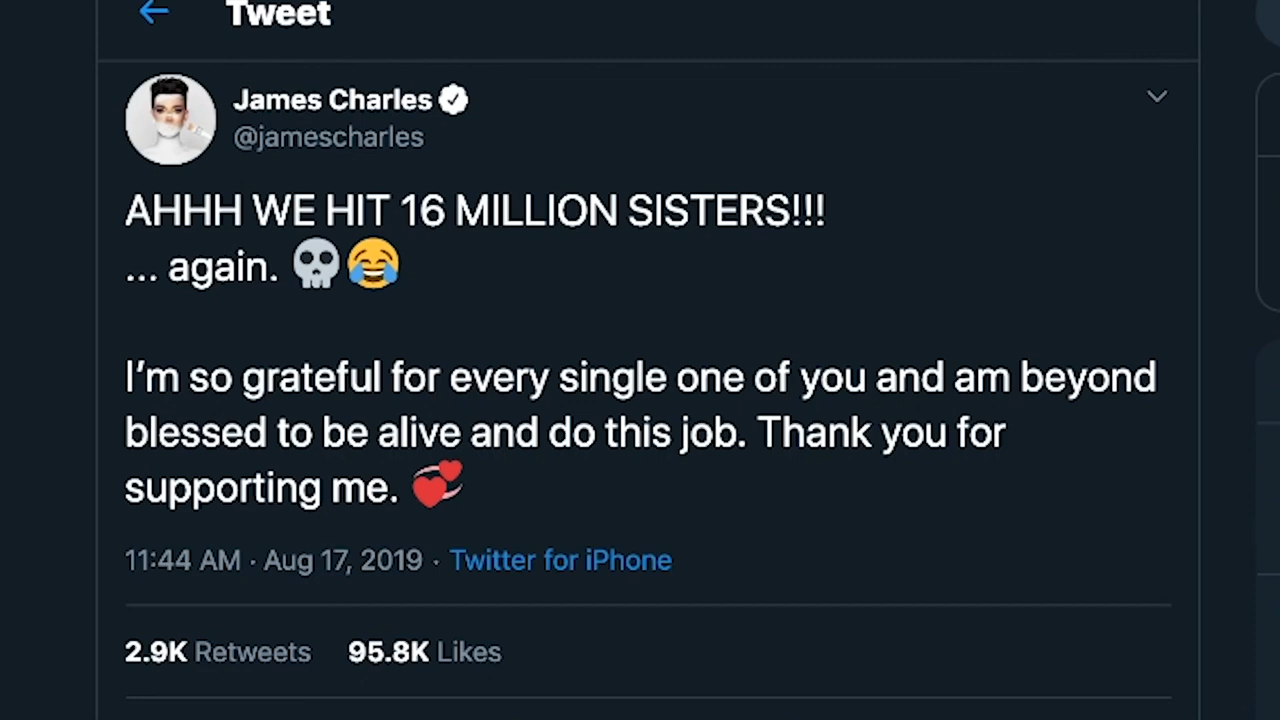 Tweet
James Charles
@jamescharles
AHHH WE HIT 16 MILLION SISTERS!!!
... again. 💀😂
I'm so grateful for every single one of you and am beyond
blessed to be alive and do this job. Thank you for
supporting me. 💞
11:44 AM · Aug 17, 2019 · Twitter for iPhone
2.9K Retweets 95.8K Likes